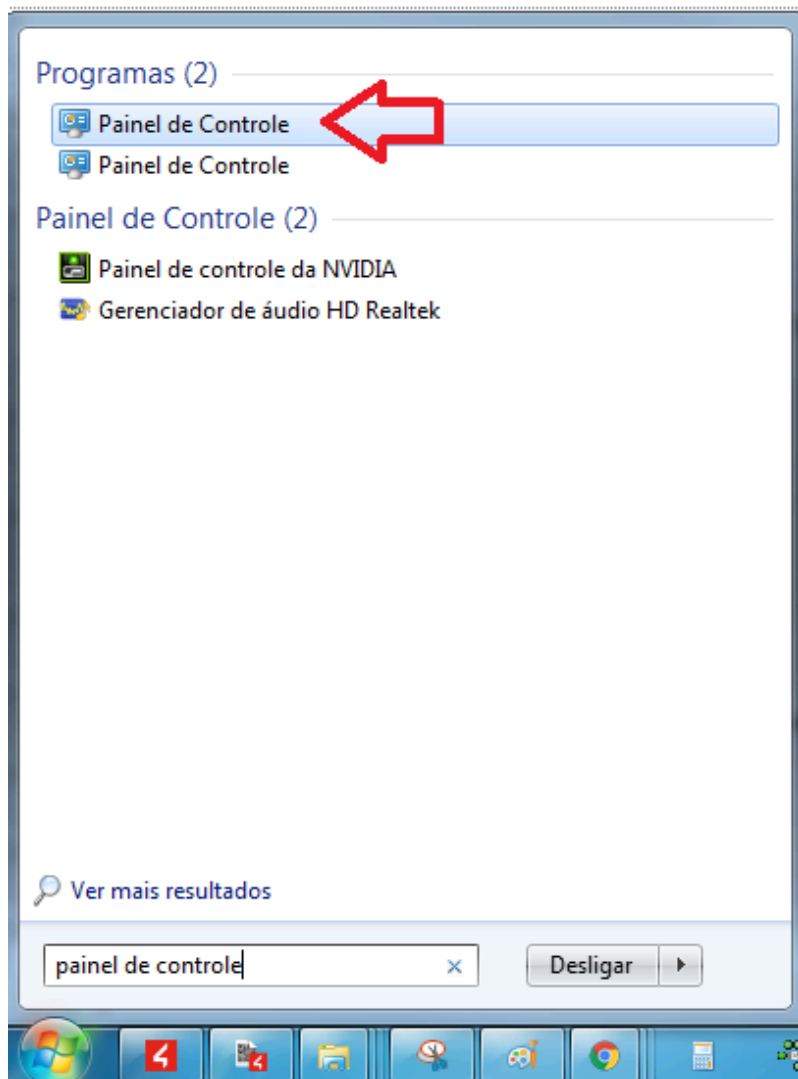 Programas (2)
Painel de Controle
Painel de Controle
Painel de Controle (2)
Painel de controle da NVIDIA
Gerenciador de áudio HD Realtek
Ver mais resultados
painel de controle
Desligar